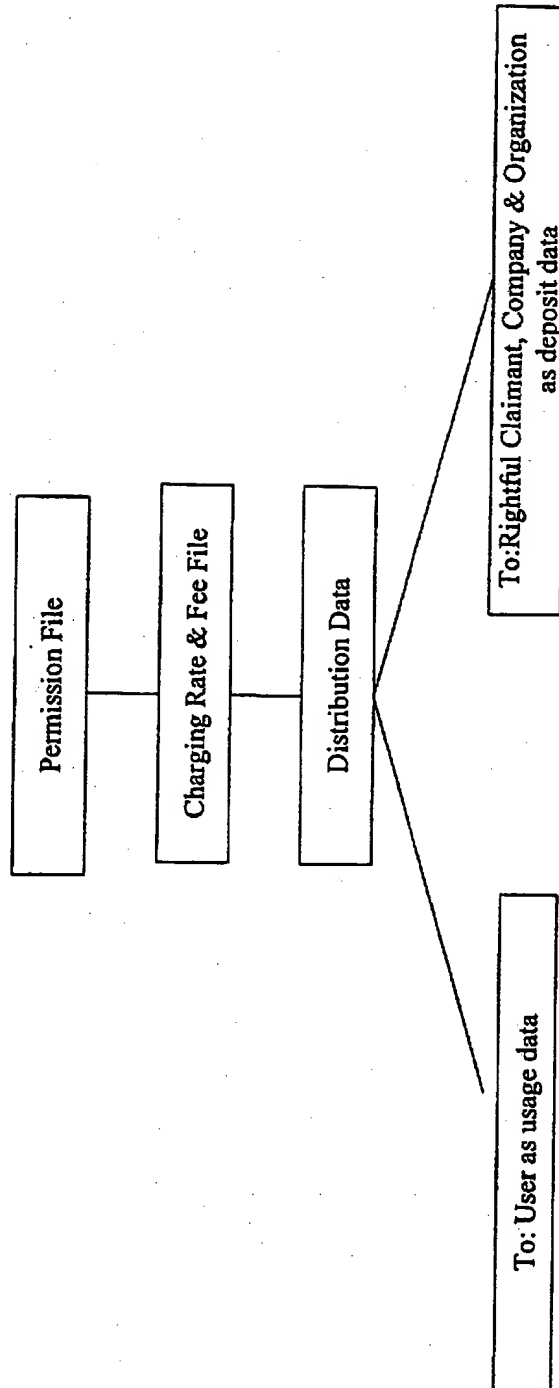 Permission File
Charging Rate & Fee File
Distribution Data
To: User as usage data
To:Rightful Claimant, Company & Organization
as deposit data